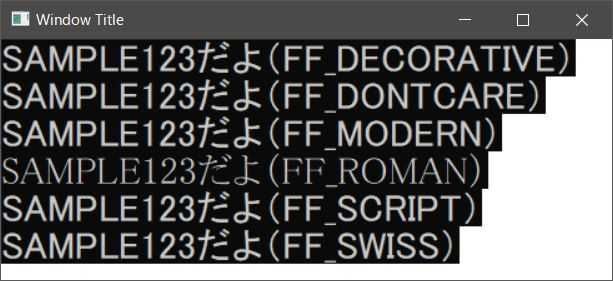 Window Title
SAMPLE123だよ(FF_DECORATIVE)
SAMPLE123だよ(FF_DONTCARE)
SAMPLE123だよ(FF_MODERN)
SAMPLE123だよ(FF_ROMAN)
SAMPLE123だよ(FF_SCRIPT)
SAMPLE123だよ(FF_SWISS)